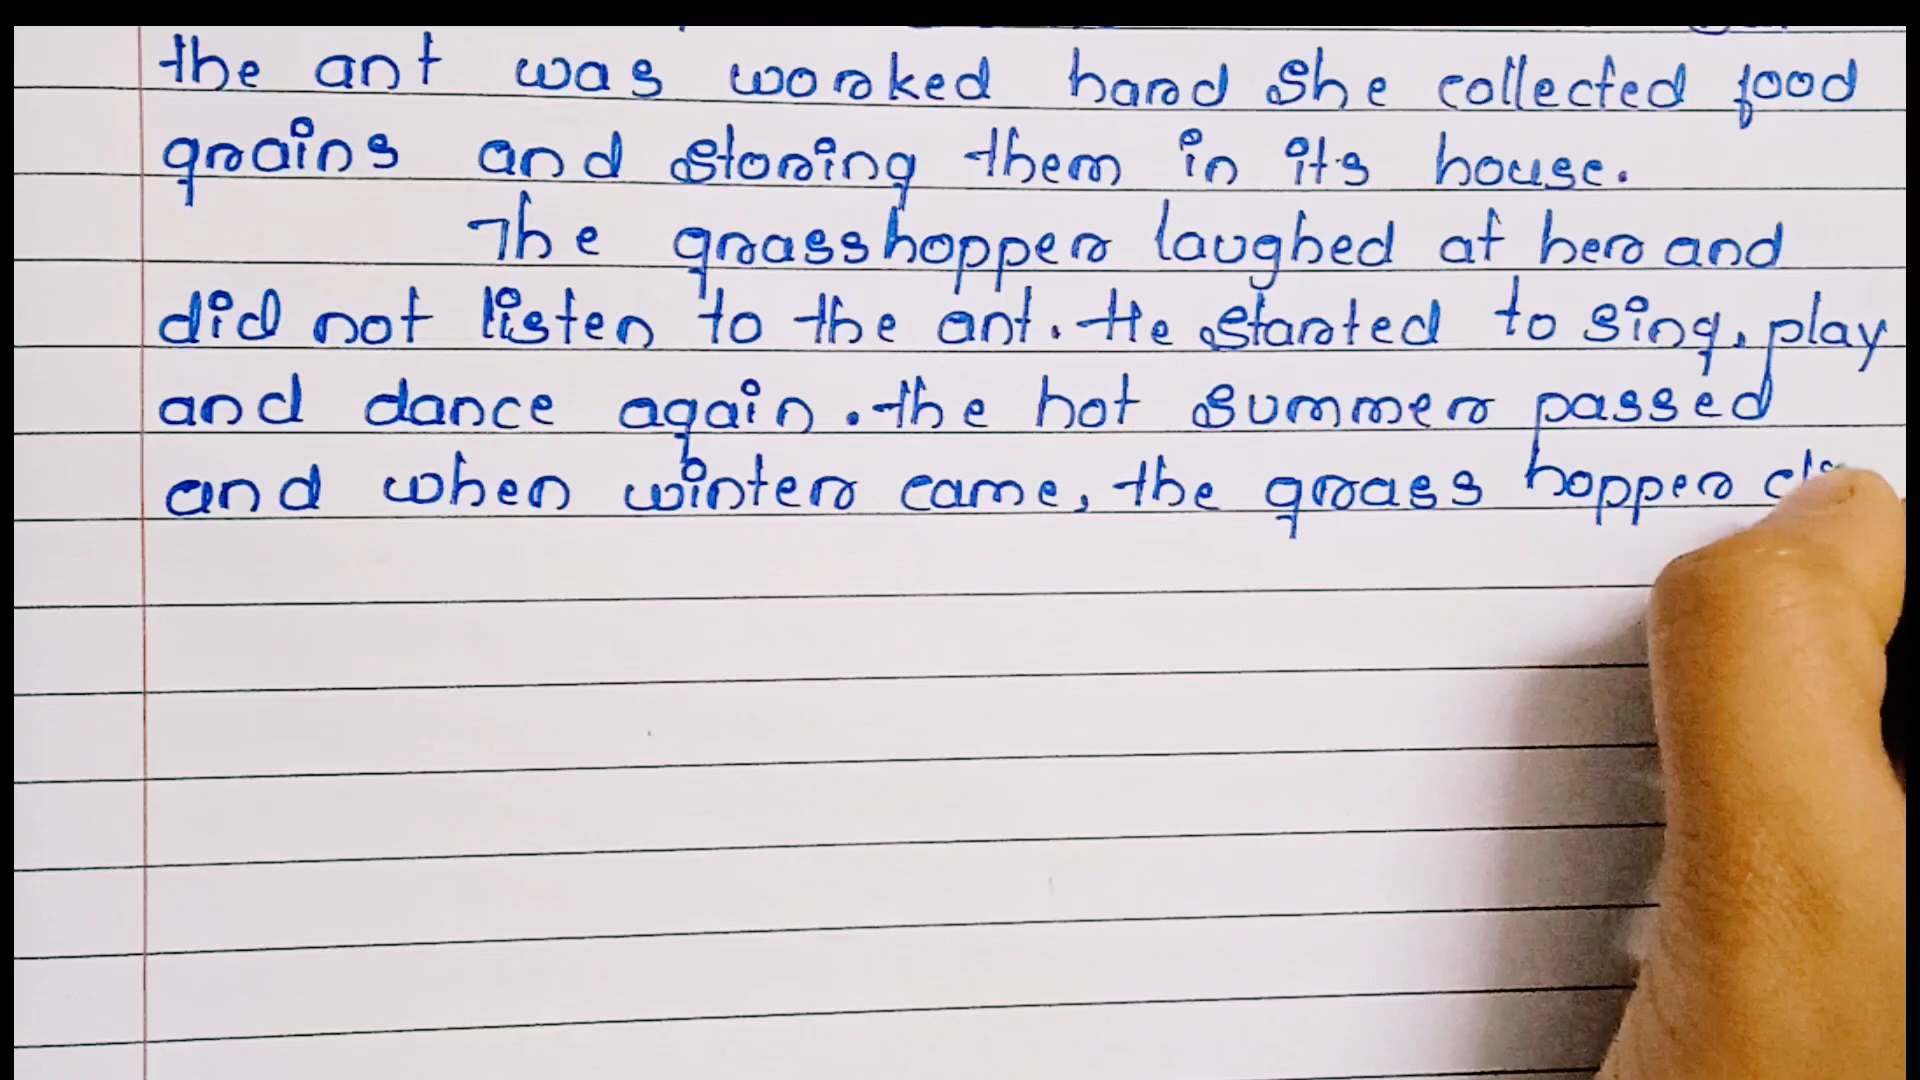 the ant was worked hard She collected food
grains and storing them in its house.
The grasshopper laughed at her and
did not listen to the ant. He started to sing, play
and dance again. the hot summer passed
and when winter came, the grass hopper